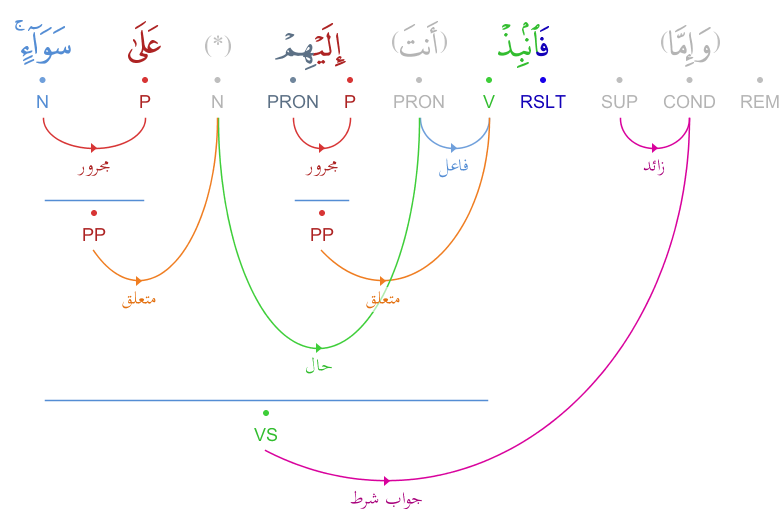 (وَإِمَّا) فَٱنۢبِذْ (أَنتَ) إِلَيْهِمْ (*) عَلَىٰ سَوَآءٍ ۚ
REM COND SUP RSLT V PRON P PRON N P N
زائد فاعل مجرور مجرور
PP PP
متعلق متعلق
حال
VS
جواب شرط